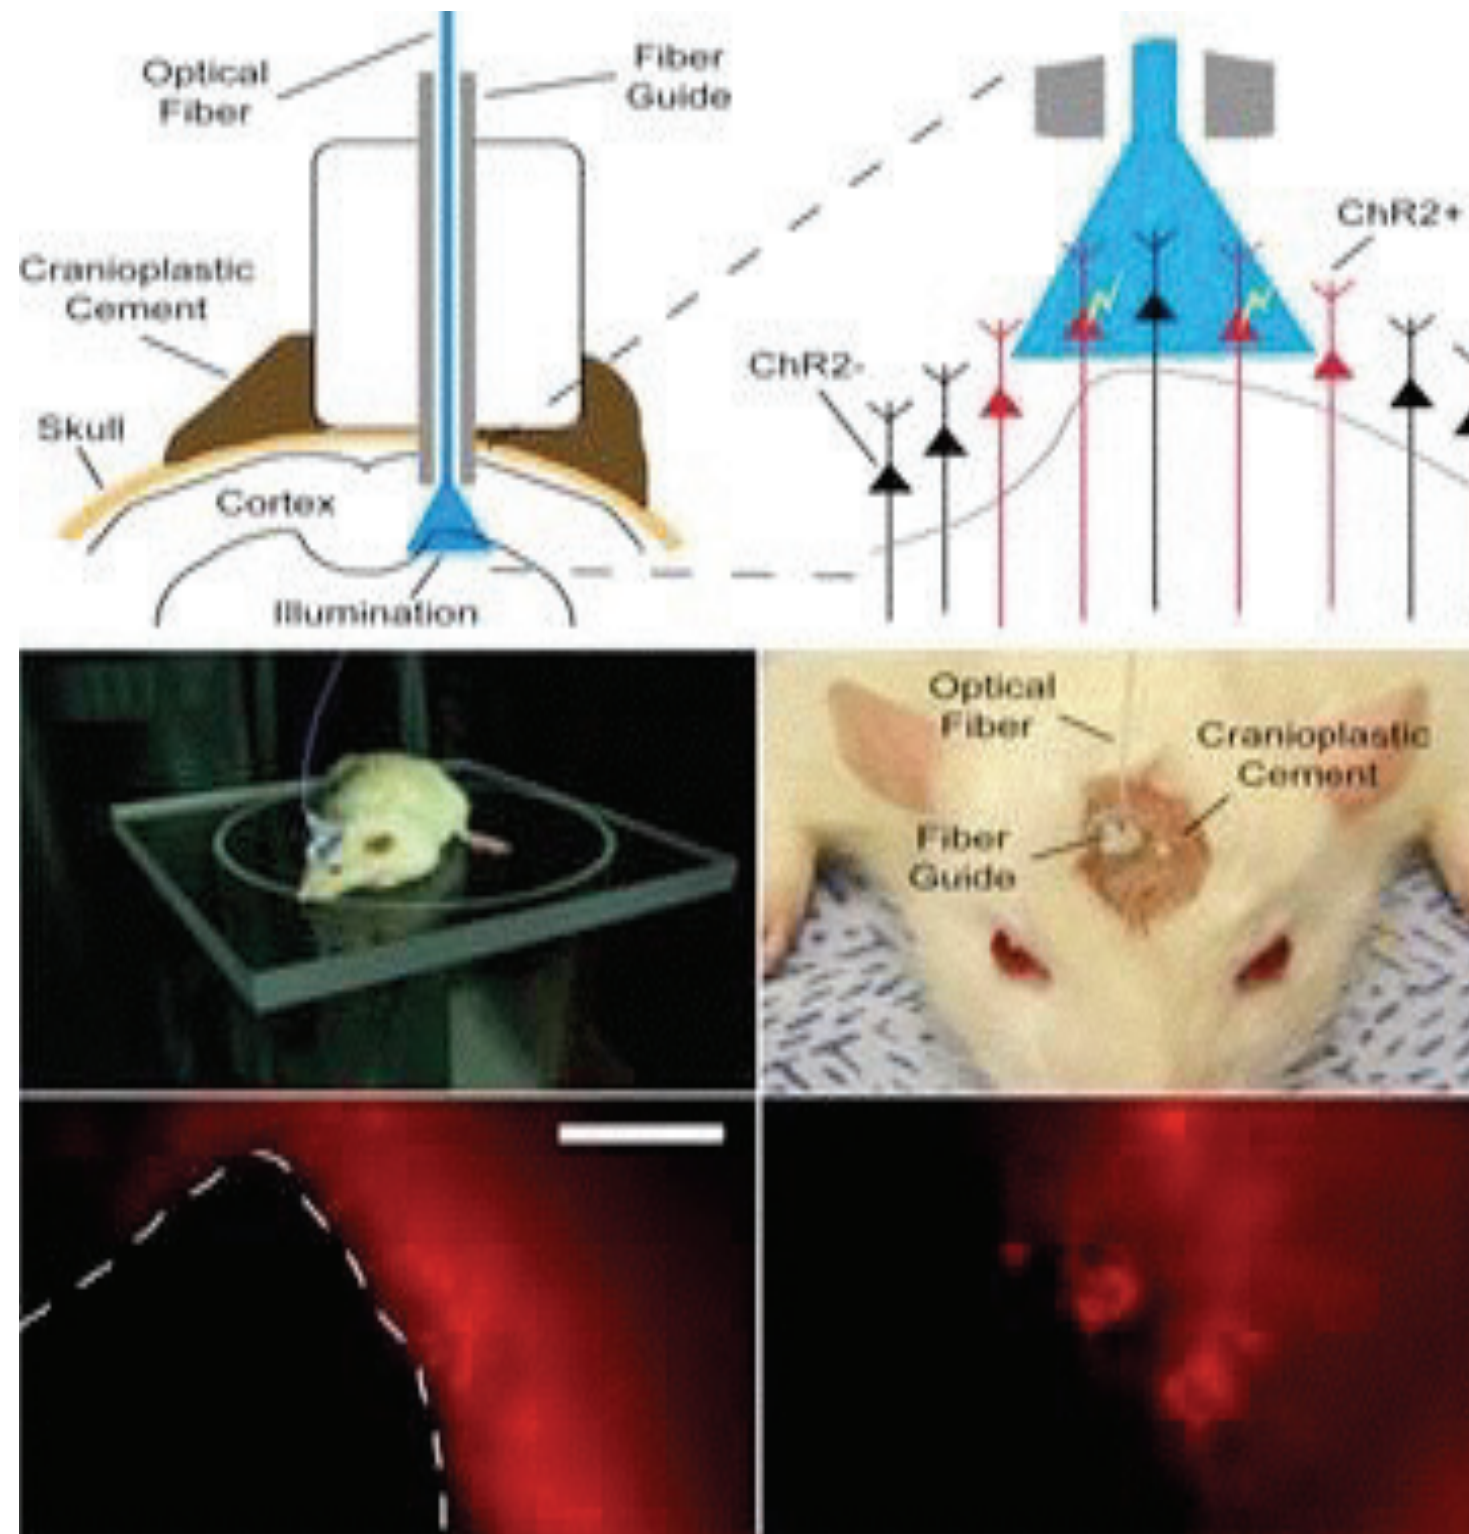 Optical
Fiber
Fiber
Guide
Cranioplastic
Cement
Skull
Cortex
Illumination
ChR2+
ChR2-
Optical
Fiber
Cranioplastic
Cement
Fiber
Guide